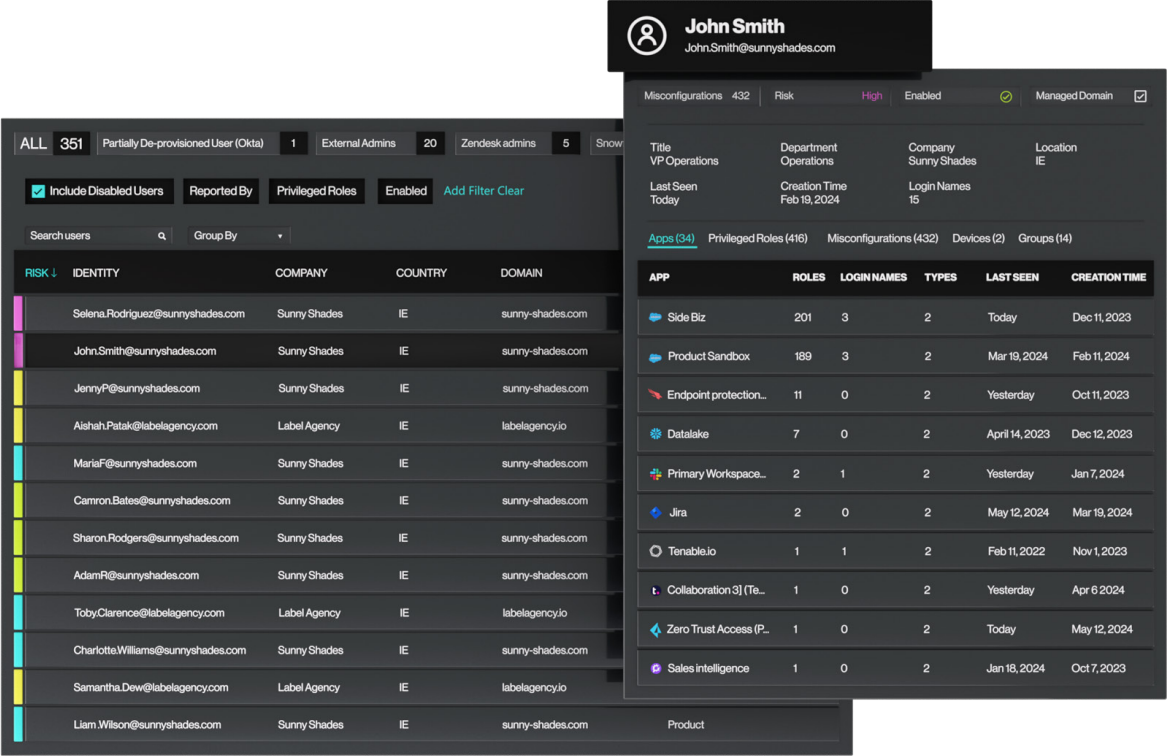 John Smith
John.Smith@sunnyshades.com
Misconfigurations 432 Risk High Enabled Managed Domain
Title Department Company Location
VP Operations Operations Sunny Shades IE
Last Seen Creation Time Login Names
Today Feb 19, 2024 15
Apps (34) Privileged Roles (416) Misconfigurations (432) Devices (2) Groups (14)
APP ROLES LOGIN NAMES TYPES LAST SEEN CREATION TIME
Side Biz 201 3 2 Today Dec 11, 2023
Product Sandbox 189 3 2 Mar 19, 2024 Feb 11, 2024
Endpoint protection... 11 0 2 Yesterday Oct 11, 2023
Datalake 7 0 2 April 14, 2023 Dec 12, 2023
Primary Workspace... 2 1 2 Yesterday Jan 7, 2024
Jira 2 0 2 May 12, 2024 Mar 19, 2024
Tenable.io 1 1 2 Feb 11, 2022 Nov 1, 2023
Collaboration 3] (Te... 1 0 2 Yesterday Apr 6 2024
Zero Trust Access (P... 1 0 2 Today May 12, 2024
Sales intelligence 1 0 2 Jan 18, 2024 Oct 7, 2023
ALL 351 Partially De-provisioned User (Okta) 1 External Admins 20 Zendesk admins 5 Snow
Include Disabled Users Reported By Privileged Roles Enabled Add Filter Clear
Search users Group By
RISK↓ IDENTITY COMPANY COUNTRY DOMAIN
Selena.Rodriguez@sunnyshades.com Sunny Shades IE sunny-shades.com
John.Smith@sunnyshades.com Sunny Shades IE sunny-shades.com
JennyP@sunnyshades.com Sunny Shades IE sunny-shades.com
Aishah.Patak@labelagency.com Label Agency IE labelagency.io
MariaF@sunnyshades.com Sunny Shades IE sunny-shades.com
Camron.Bates@sunnyshades.com Sunny Shades IE sunny-shades.com
Sharon.Rodgers@sunnyshades.com Sunny Shades IE sunny-shades.com
AdamR@sunnyshades.com Sunny Shades IE sunny-shades.com
Toby.Clarence@labelagency.com Label Agency IE labelagency.io
Charlotte.Williams@sunnyshades.com Sunny Shades IE sunny-shades.com
Samantha.Dew@labelagency.com Label Agency IE labelagency.io
Liam.Wilson@sunnyshades.com Sunny Shades IE sunny-shades.com Product